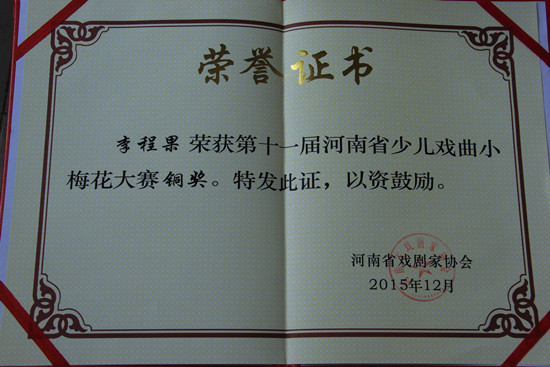 荣誉证书
李程果荣获第十一届河南省少儿戏曲小
梅花大赛铜奖。特发此证，以资鼓励。
河南省戏剧家协会
2015年12月